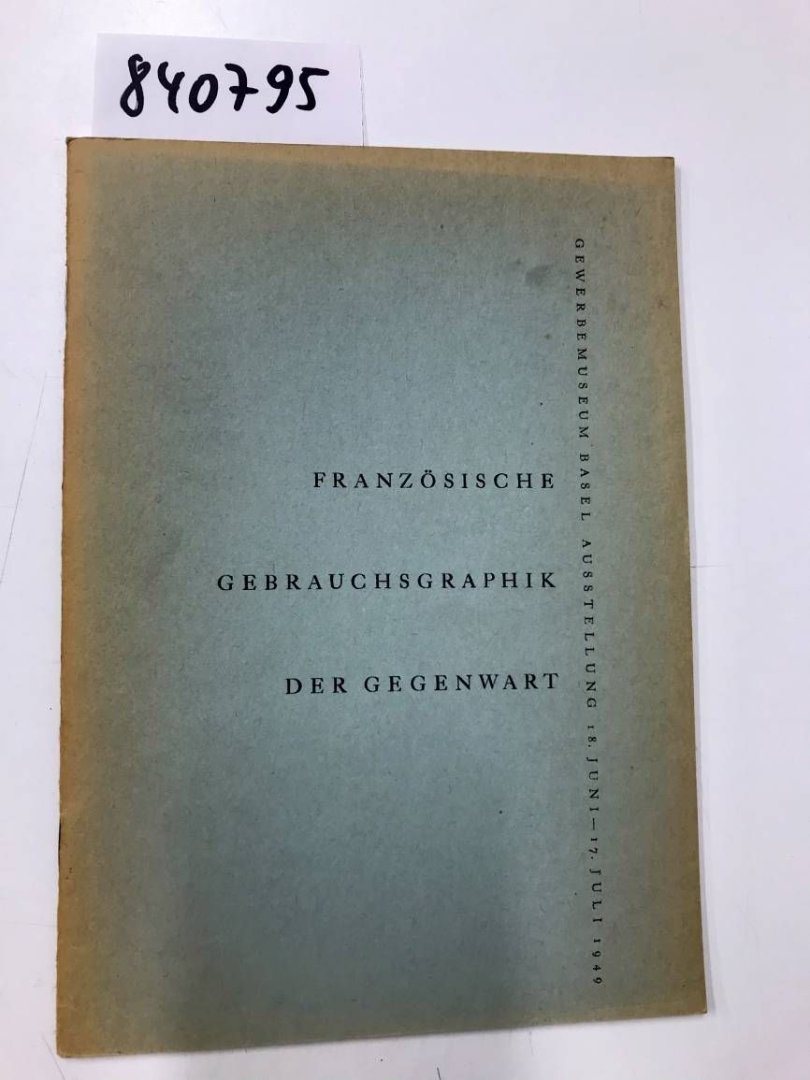 840795
FRANZÖSISCHE
GEBRAUCHSGRAPHIK
DER GEGENWART
GEWERBEMUSEUM BASEL AUSSTELLUNG 18. JUNI—17. JULI 1949